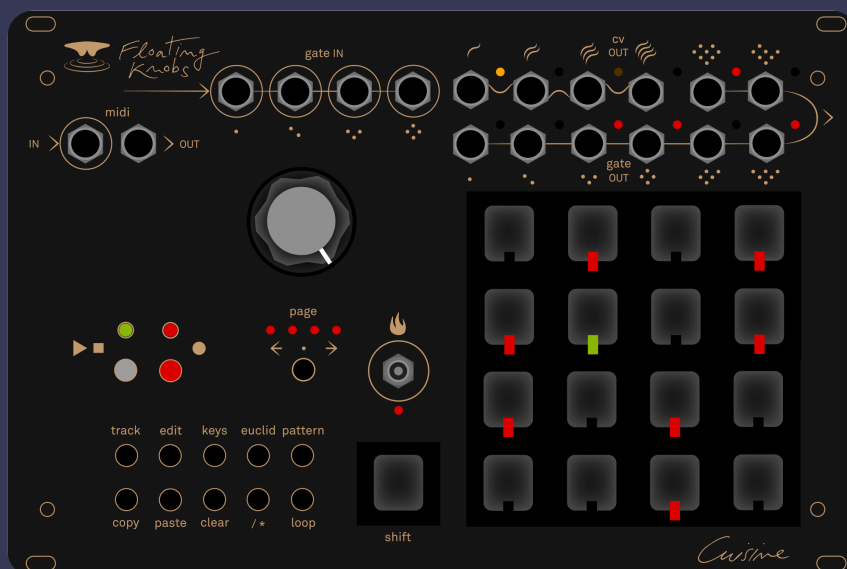 Floating
Knobs
gate IN
cv
OUT
midi
IN
OUT
gate
OUT
page
track edit keys euclid pattern
copy paste clear / * loop
shift
Cuisine